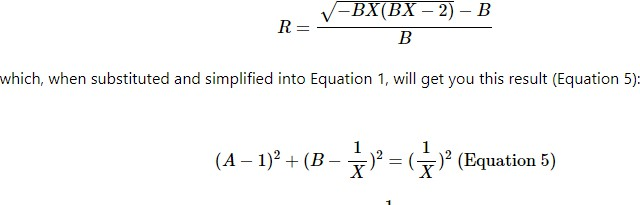 R = \frac{\sqrt{-BX(BX-2)} - B}{B}
which, when substituted and simplified into Equation 1, will get you this result (Equation 5):
(A - 1)^2 + (B - \frac{1}{X})^2 = (\frac{1}{X})^2 (Equation 5)